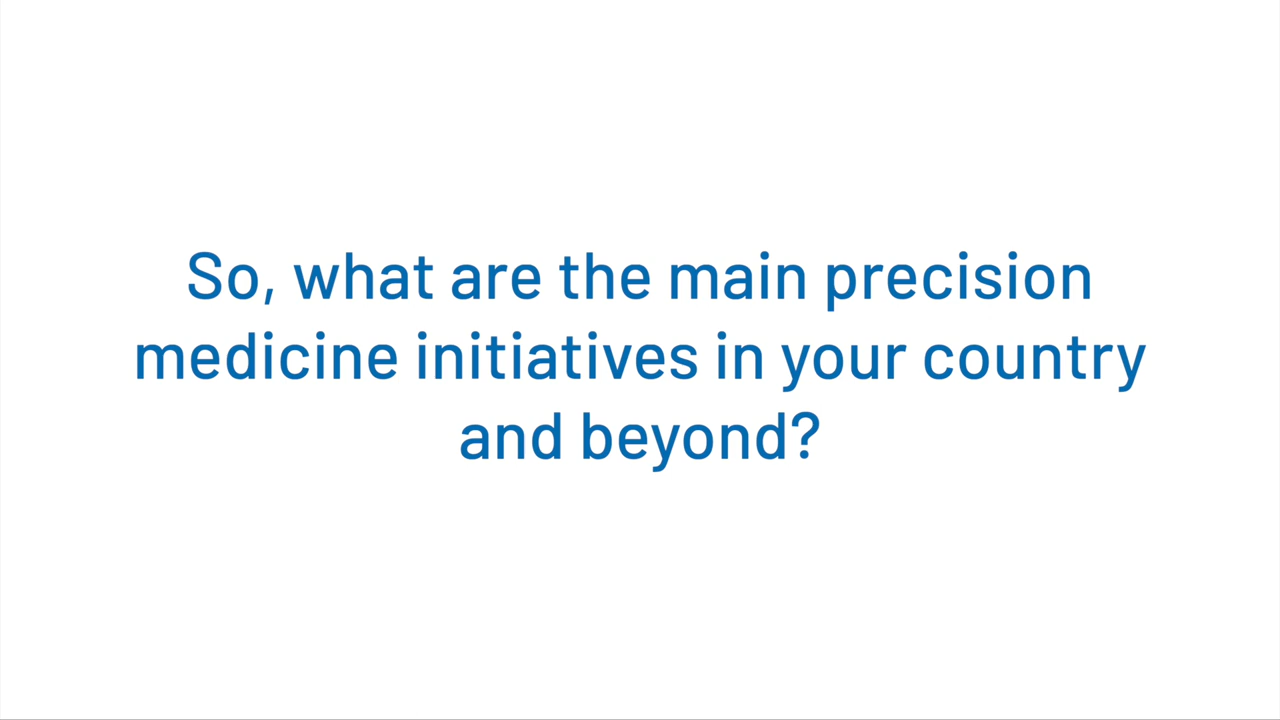 So, what are the main precision
medicine initiatives in your country
and beyond?